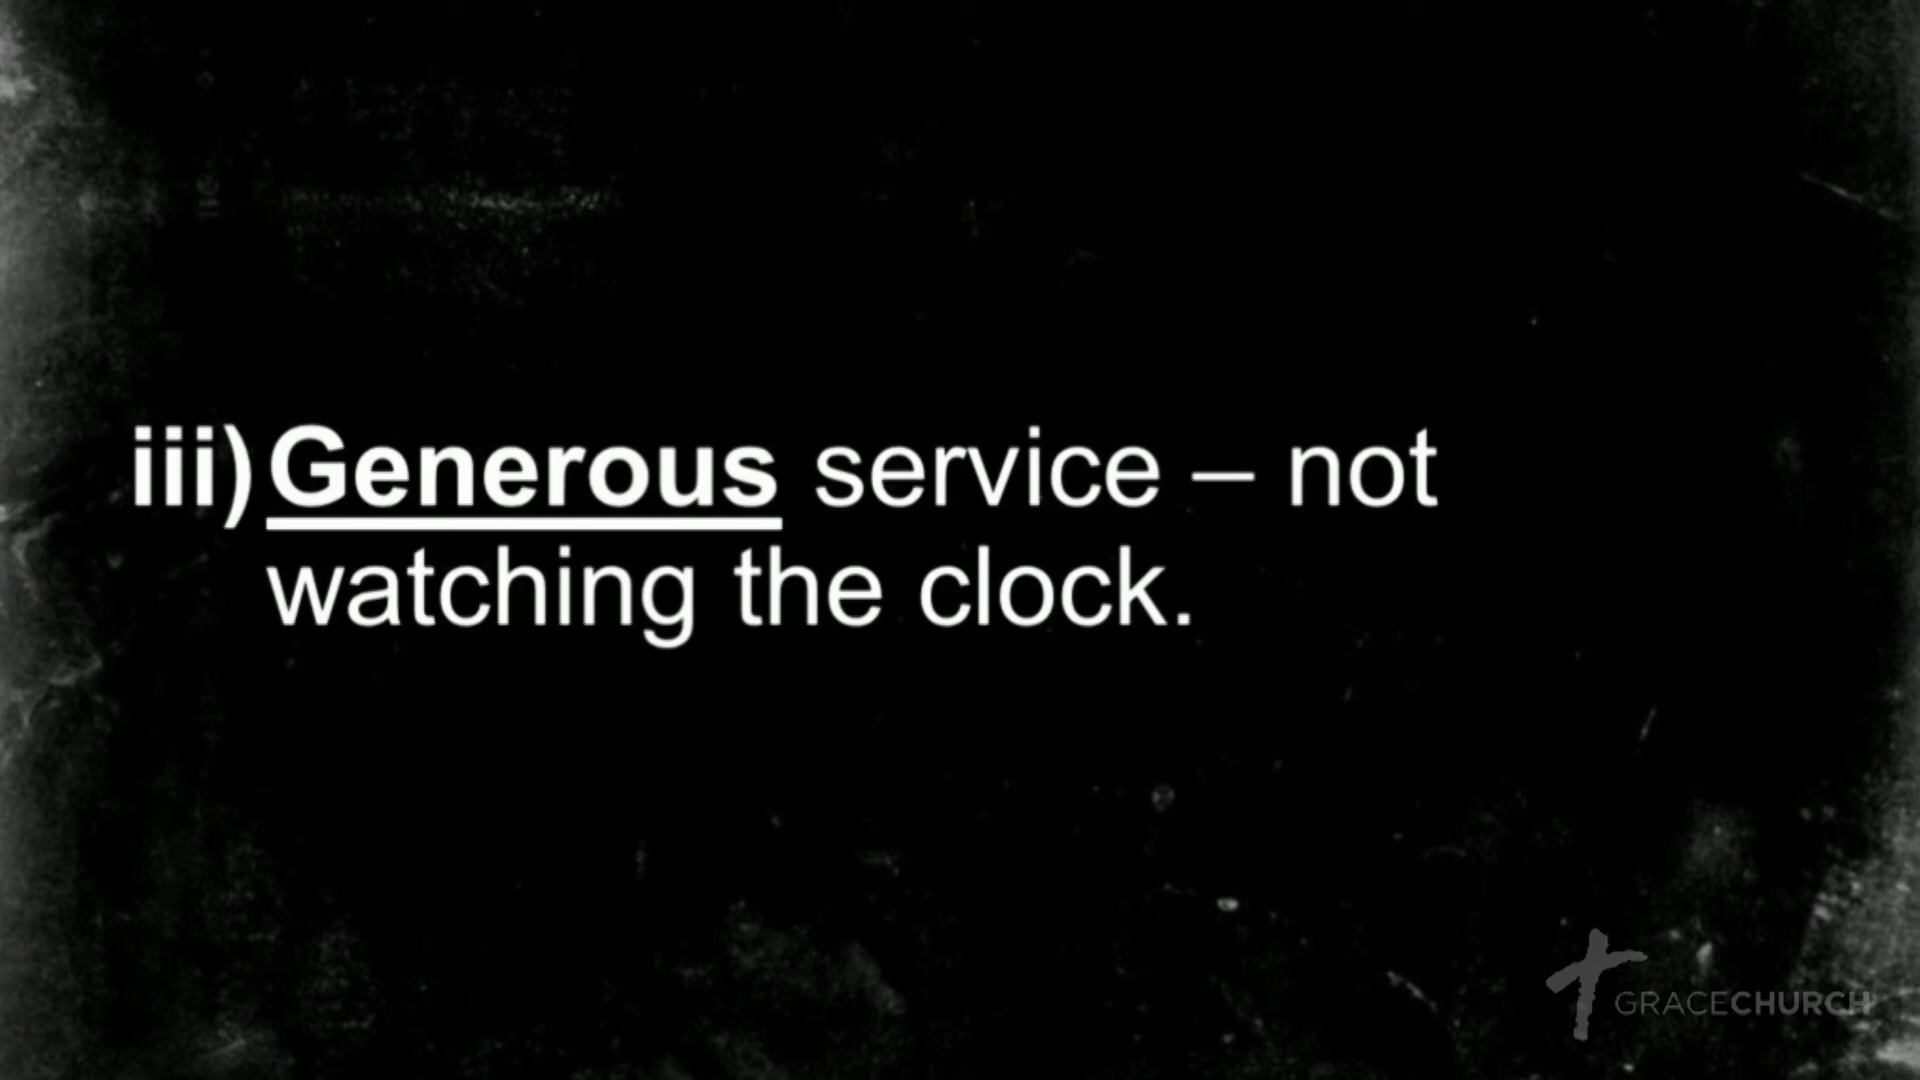 iii) Generous service – not
watching the clock.
GRACECHURCH